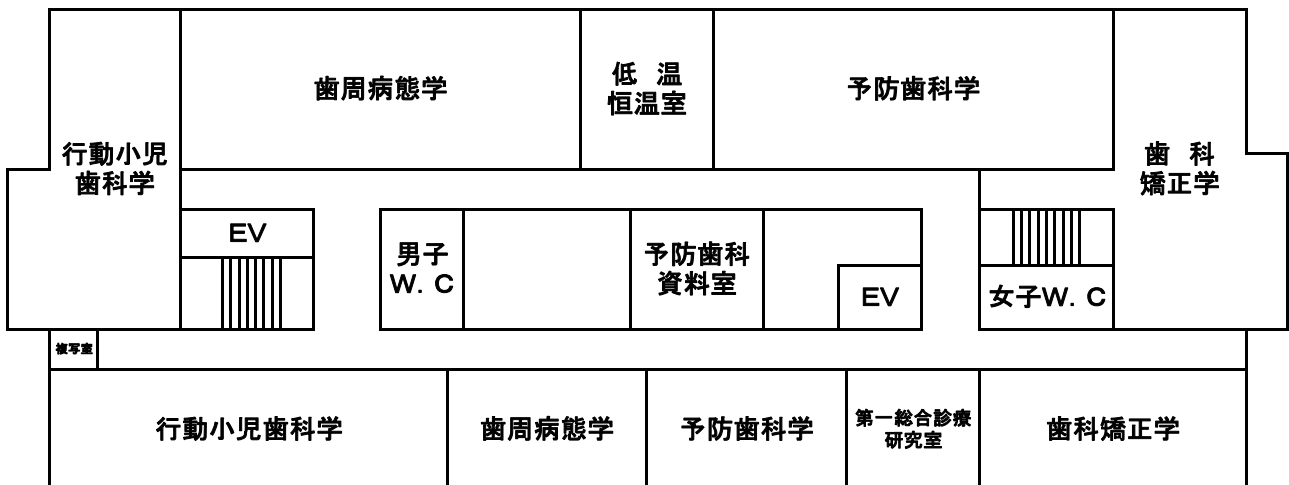 歯周病態学
低　温
恒温室
予防歯科学
行動小児
歯科学
歯　科
矯正学
EV
男子
W．C
予防歯科
資料室
EV
女子W．C
複写室
行動小児歯科学
歯周病態学
予防歯科学
第一総合診療
研究室
歯科矯正学